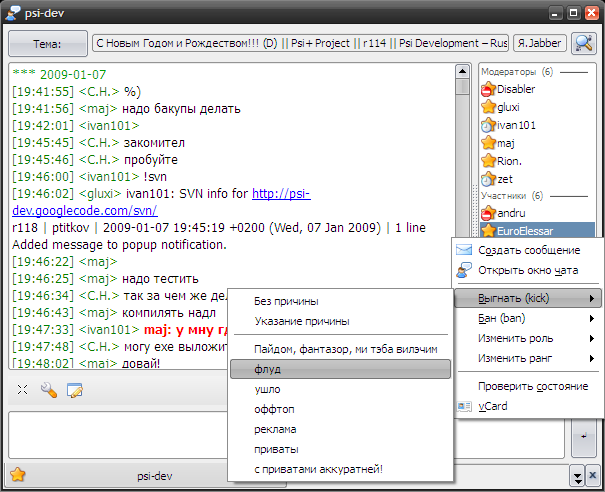 psi-dev
Тема:
С Новым Годом и Рождеством!!! (D) || Psi+ Project || r114 || Psi Development – Rus
Я.Jabber
*** 2009-01-07
[19:41:55] <C.H.> %)
[19:41:56] <maj> надо бакупы делать
[19:42:01] <ivan101>
[19:45:45] <C.H.> закомител
[19:45:46] <C.H.> пробуйте
[19:46:00] <ivan101> !svn
[19:46:02] <gluxi> ivan101: SVN info for http://psi-
dev.googlecode.com/svn/
r118 | ptitkov | 2009-01-07 19:45:19 +0200 (Wed, 07 Jan 2009) | 1 line
Added message to popup notification.
[19:46:22] <maj>
[19:46:25] <maj> надо тестить
[19:46:34] <C.H.> так за чем же дел
[19:46:43] <maj> компилять надл
[19:47:33] <ivan101> maj: у мну гд
[19:47:48] <C.H.> могу ехе выложит
[19:48:02] <maj> довай!
Модераторы (6)
Disabler
gluxi
ivan101
maj
Rion.
zet
Участники (6)
andru
EuroElessar
Создать сообщение
Открыть окно чата
Выгнать (kick)
Бан (ban)
Изменить роль
Изменить ранг
Проверить состояние
vCard
Без причины
Указание причины
Пайдом, фантазор, ми тэба вилэчим
флуд
ушло
оффтоп
реклама
приваты
с приватами аккуратней!
psi-dev